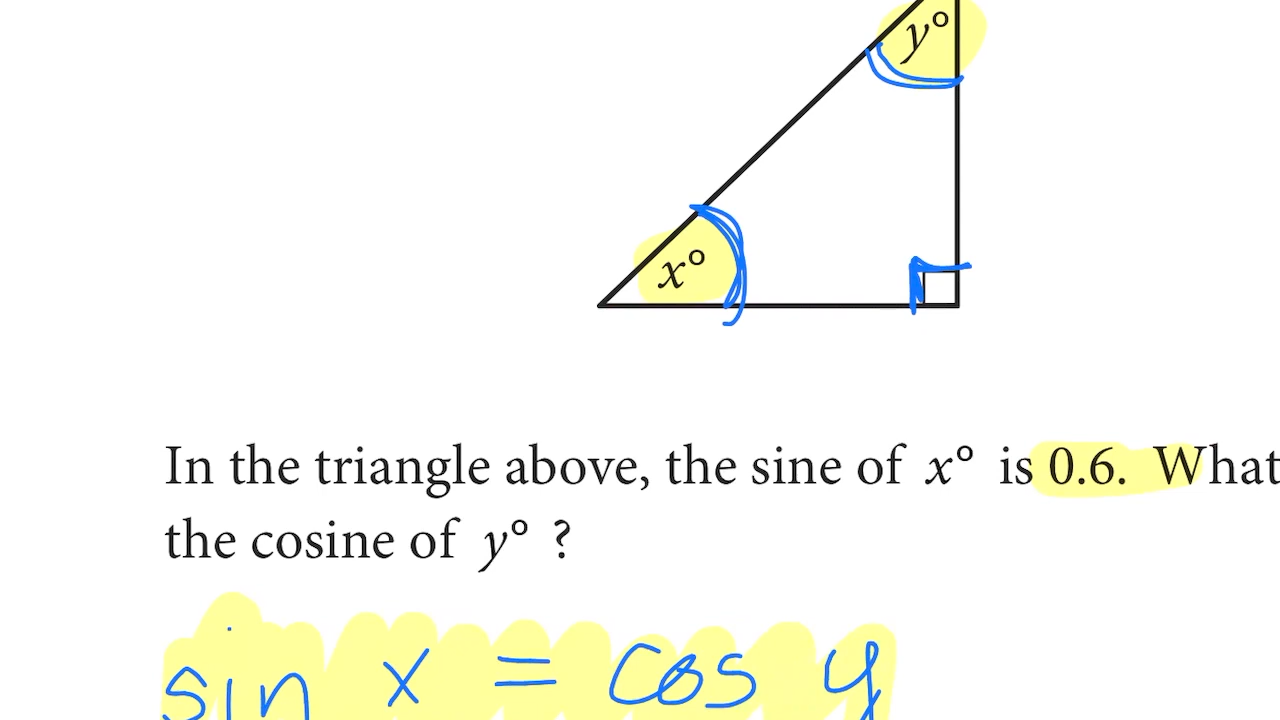 y°
x°
In the triangle above, the sine of x° is 0.6. What
the cosine of y° ?
sin x = cos y